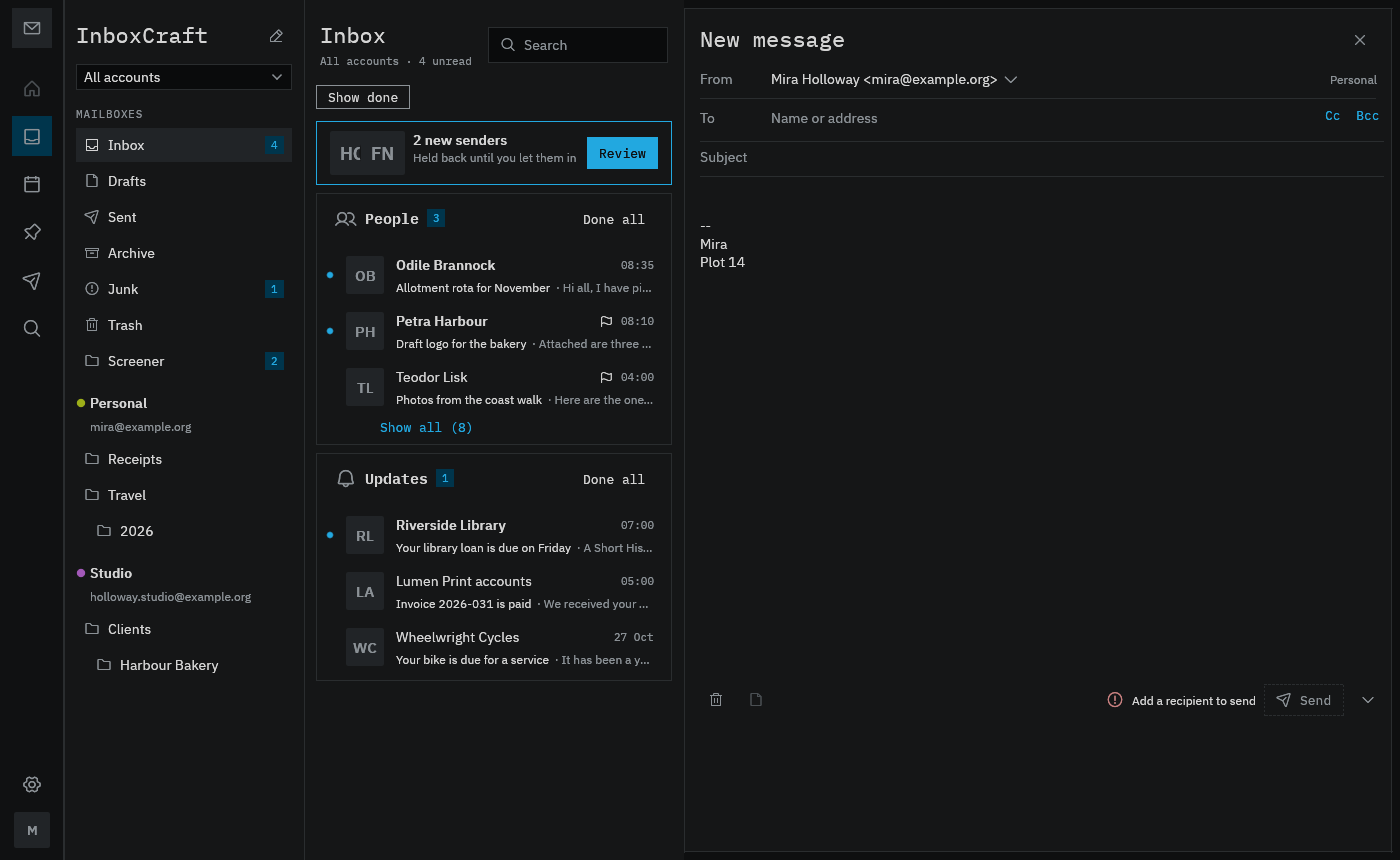 InboxCraft
All accounts
MAILBOXES
Inbox 4
Drafts
Sent
Archive
Junk 1
Trash
Screener 2
Personal
mira@example.org
Receipts
Travel
2026
Studio
holloway.studio@example.org
Clients
Harbour Bakery
M
Inbox
All accounts · 4 unread
Search
Show done
FN
2 new senders
Held back until you let them in
Review
People 3 Done all
OB Odile Brannock 08:35
Allotment rota for November · Hi all, I have pi...
PH Petra Harbour 08:10
Draft logo for the bakery · Attached are three ...
TL Teodor Lisk 04:00
Photos from the coast walk · Here are the one...
Show all (8)
Updates 1 Done all
RL Riverside Library 07:00
Your library loan is due on Friday · A Short His...
LA Lumen Print accounts 05:00
Invoice 2026-031 is paid · We received your ...
WC Wheelwright Cycles 27 Oct
Your bike is due for a service · It has been a y...
New message
From Mira Holloway <mira@example.org> Personal
To Name or address Cc Bcc
Subject
--
Mira
Plot 14
Add a recipient to send Send